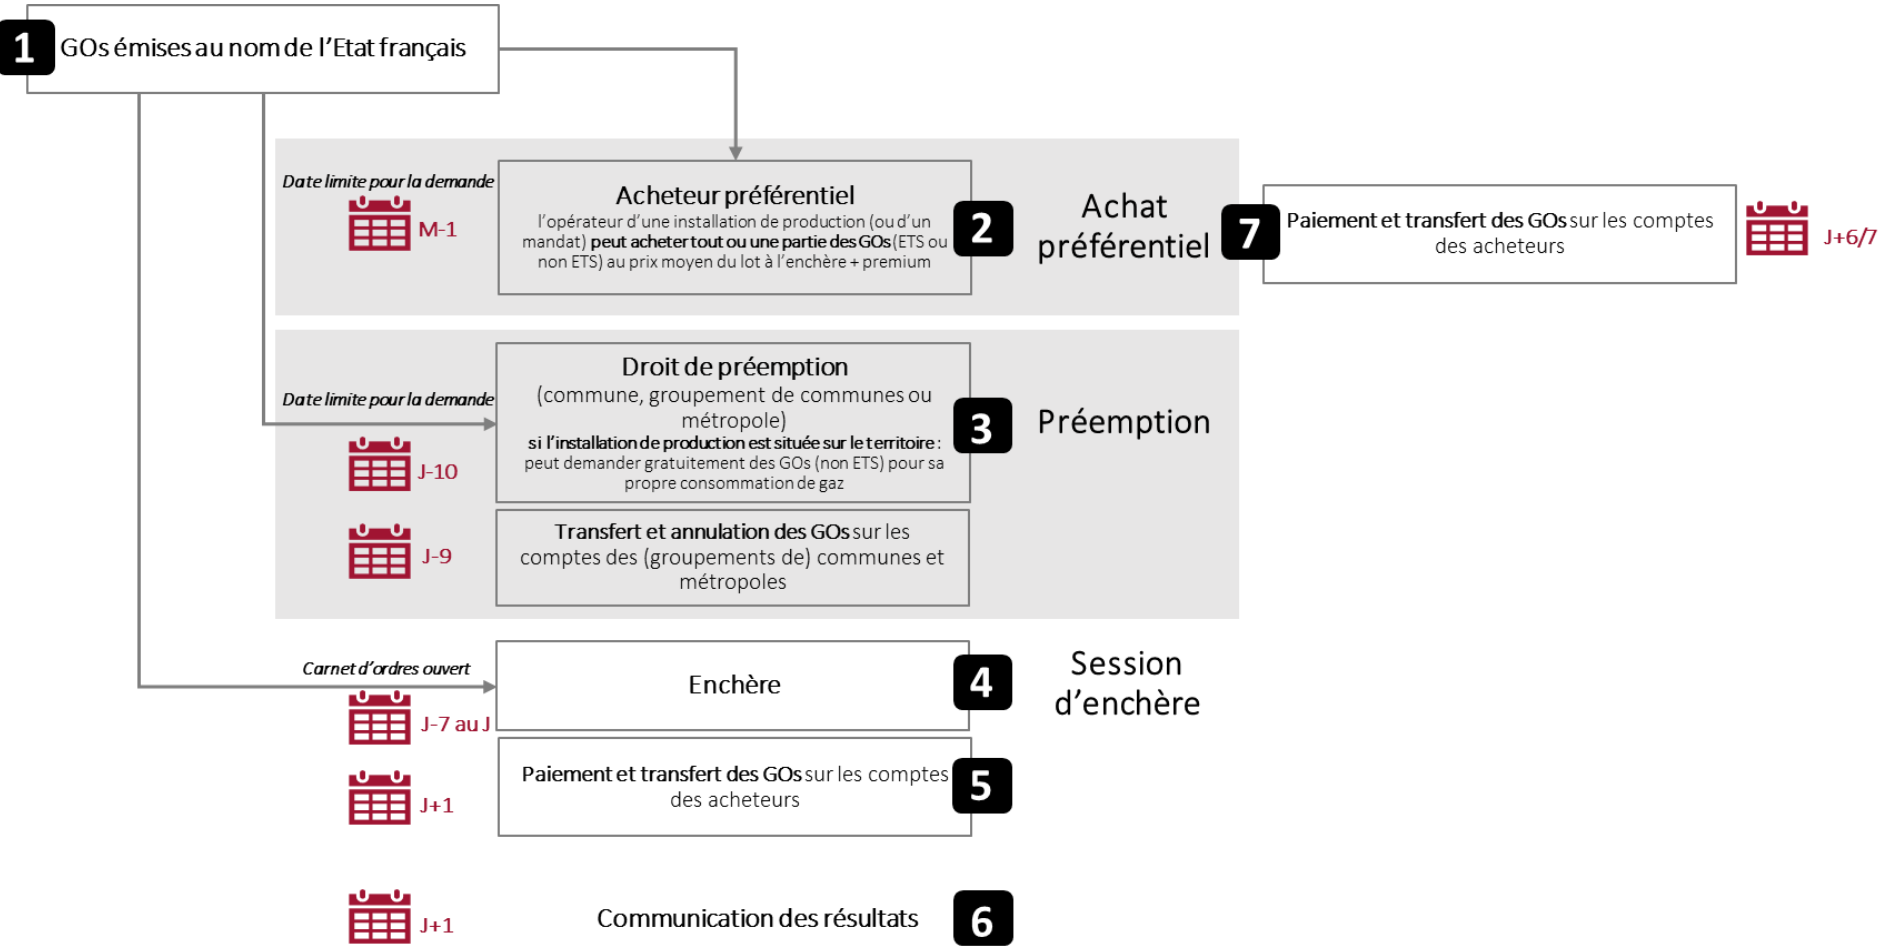 1
GOs émises au nom de l'Etat français
Date limite pour la demande
M-1
Acheteur préférentiel
l'opérateur d'une installation de production (ou d'un
mandat) peut acheter tout ou une partie des GOs (ETS ou
non ETS) au prix moyen du lot à l'enchère + premium
2
Achat
préférentiel
7
Paiement et transfert des GOs sur les comptes
des acheteurs
J+6/7
Date limite pour la demande
J-10
Droit de préemption
(commune, groupement de communes ou
métropole)
si l'installation de production est située sur le territoire :
peut demander gratuitement des GOs (non ETS) pour sa
propre consommation de gaz
3
Préemption
J-9
Transfert et annulation des GOs sur les
comptes des (groupements de) communes et
métropoles
Carnet d'ordres ouvert
J-7 au J
Enchère
4
Session
d'enchère
J+1
Paiement et transfert des GOs sur les comptes
des acheteurs
5
J+1
Communication des résultats
6